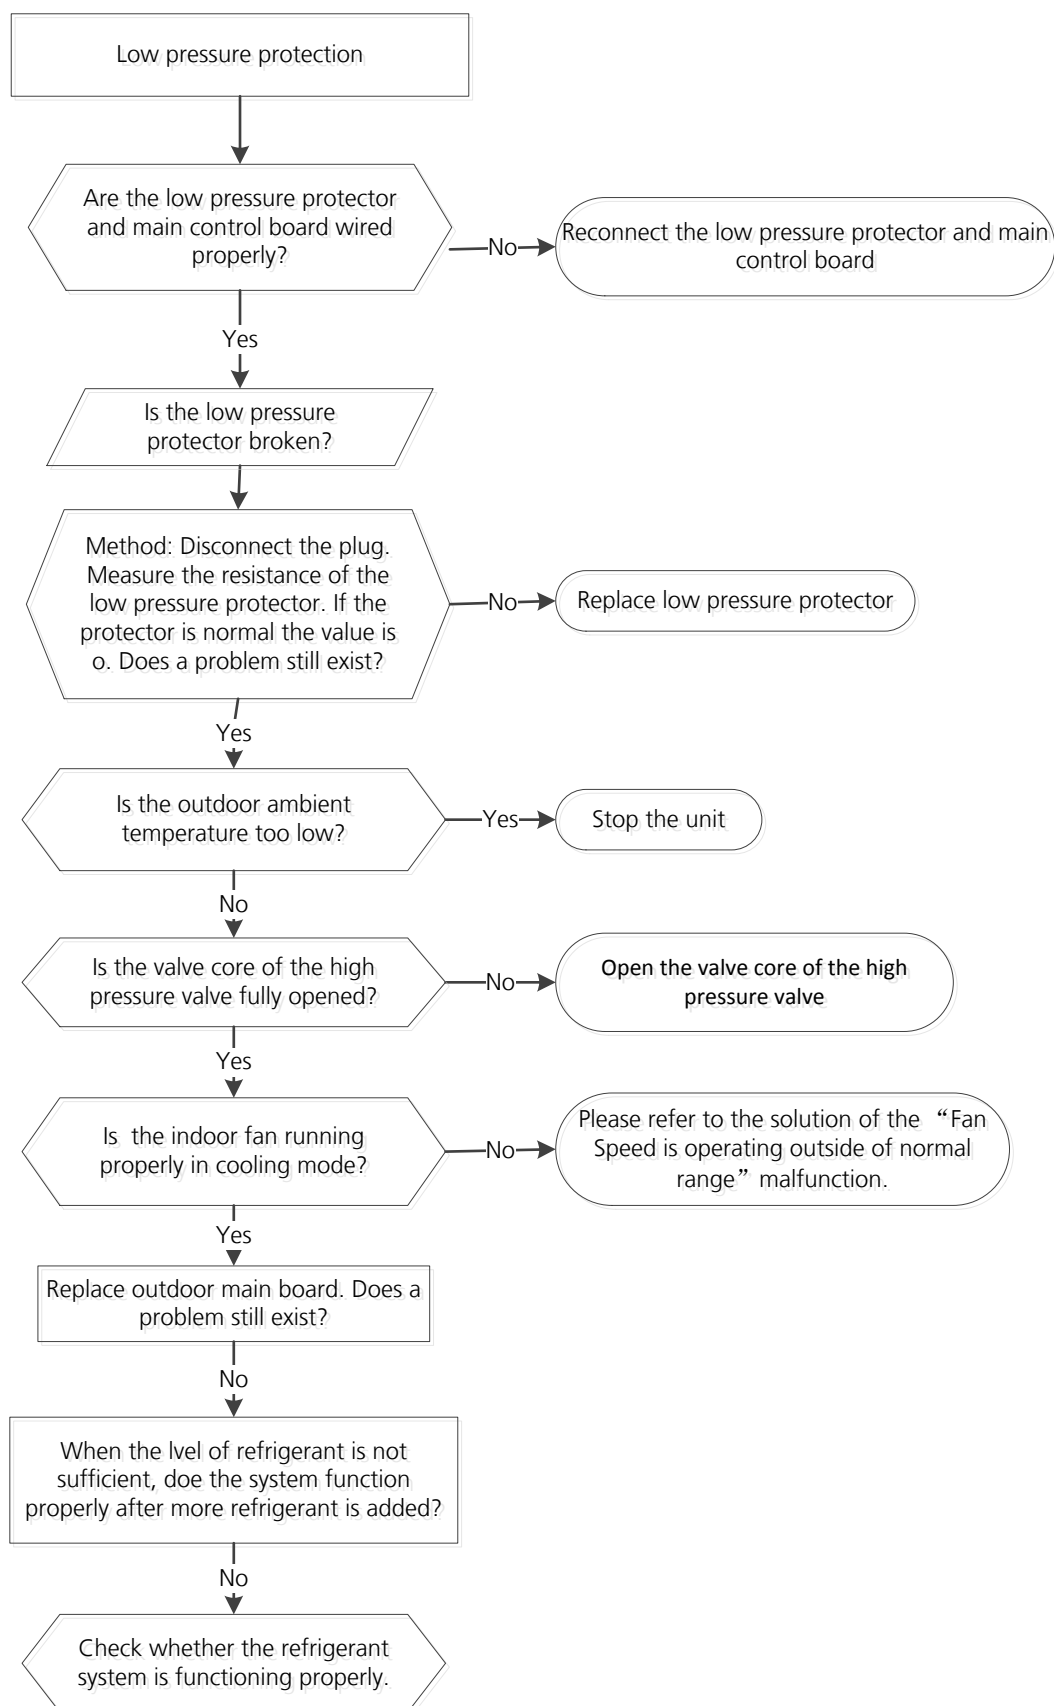 Low pressure protection
Are the low pressure protector
and main control board wired
properly?
No
Reconnect the low pressure protector and main
control board
Yes
Is the low pressure
protector broken?
Method: Disconnect the plug.
Measure the resistance of the
low pressure protector. If the
protector is normal the value is
o. Does a problem still exist?
No
Replace low pressure protector
Yes
Is the outdoor ambient
temperature too low?
Yes
Stop the unit
No
Is the valve core of the high
pressure valve fully opened?
No
Open the valve core of the high
pressure valve
Yes
Is  the indoor fan running
properly in cooling mode?
No
Please refer to the solution of the “Fan
Speed is operating outside of normal
range” malfunction.
Yes
Replace outdoor main board. Does a
problem still exist?
No
When the lvel of refrigerant is not
sufficient, doe the system function
properly after more refrigerant is added?
No
Check whether the refrigerant
system is functioning properly.